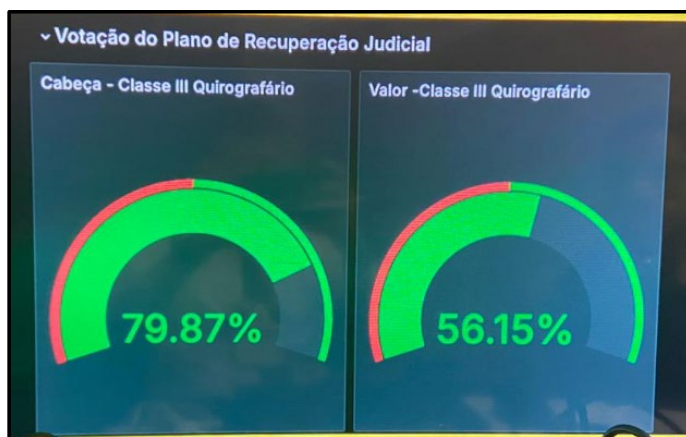 Votação do Plano de Recuperação Judicial
Cabeça - Classe III Quirografário
Valor -Classe III Quirografário
79.87%
56.15%